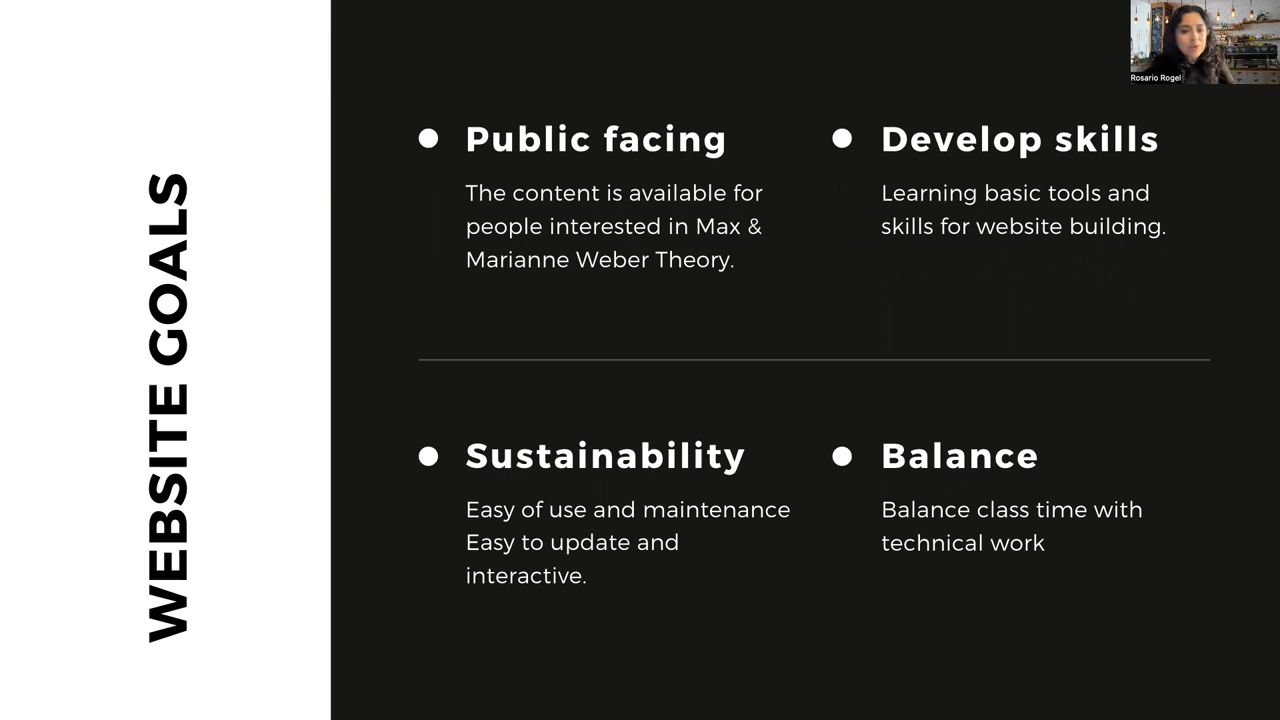 WEBSITE GOALS
Rosario Rogel
Public facing
The content is available for
people interested in Max &
Marianne Weber Theory.
Develop skills
Learning basic tools and
skills for website building.
Sustainability
Easy of use and maintenance
Easy to update and
interactive.
Balance
Balance class time with
technical work